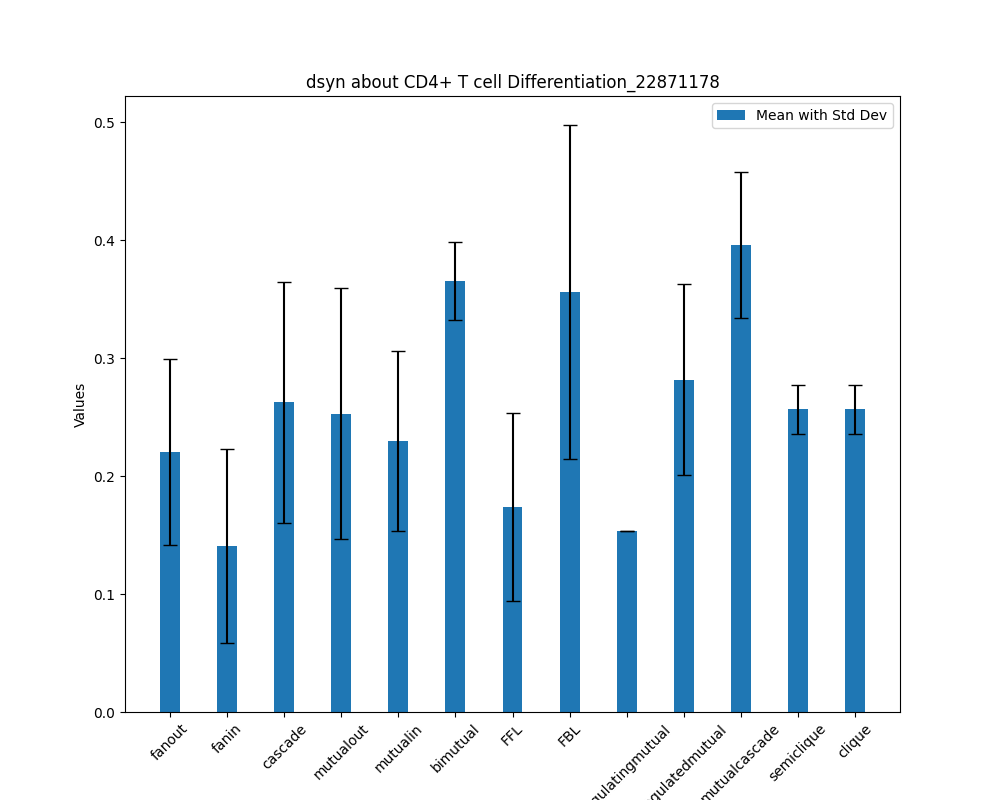 dsyn about CD4+ T cell Differentiation_22871178
Mean with Std Dev
Values
0.5
0.4
0.3
0.2
0.1
0.0
fanout
fanin
cascade
mutualout
mutualin
bimutual
FFL
FBL
gulatingmutual
gulatedmutual
mutualcascade
semiclique
clique